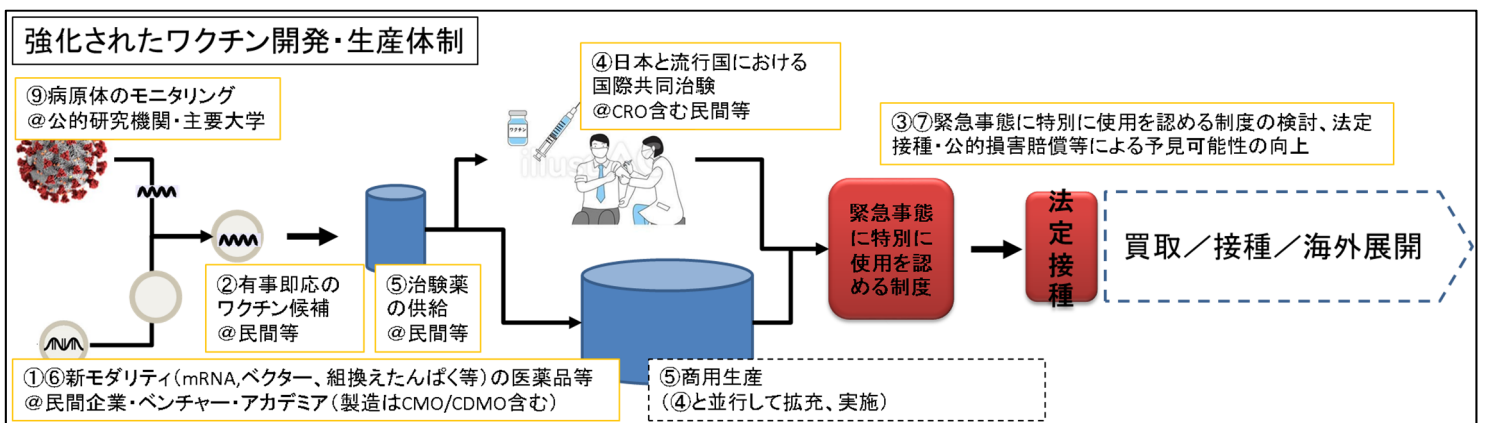 強化されたワクチン開発・生産体制
⑨病原体のモニタリング
＠公的研究機関・主要大学
④日本と流行国における
国際共同治験
＠CRO含む民間等
ワクチン
③⑦緊急事態に特別に使用を認める制度の検討、法定
接種・公的損害賠償等による予見可能性の向上
②有事即応の
ワクチン候補
＠民間等
⑤治験薬
の供給
＠民間等
緊急事態
に特別に
使用を認
める制度
法
定
接
種
買取／接種／海外展開
①⑥新モダリティ（mRNA,ベクター、組換えたんぱく等）の医薬品等
＠民間企業・ベンチャー・アカデミア（製造はCMO/CDMO含む）
⑤商用生産
（④と並行して拡充、実施）